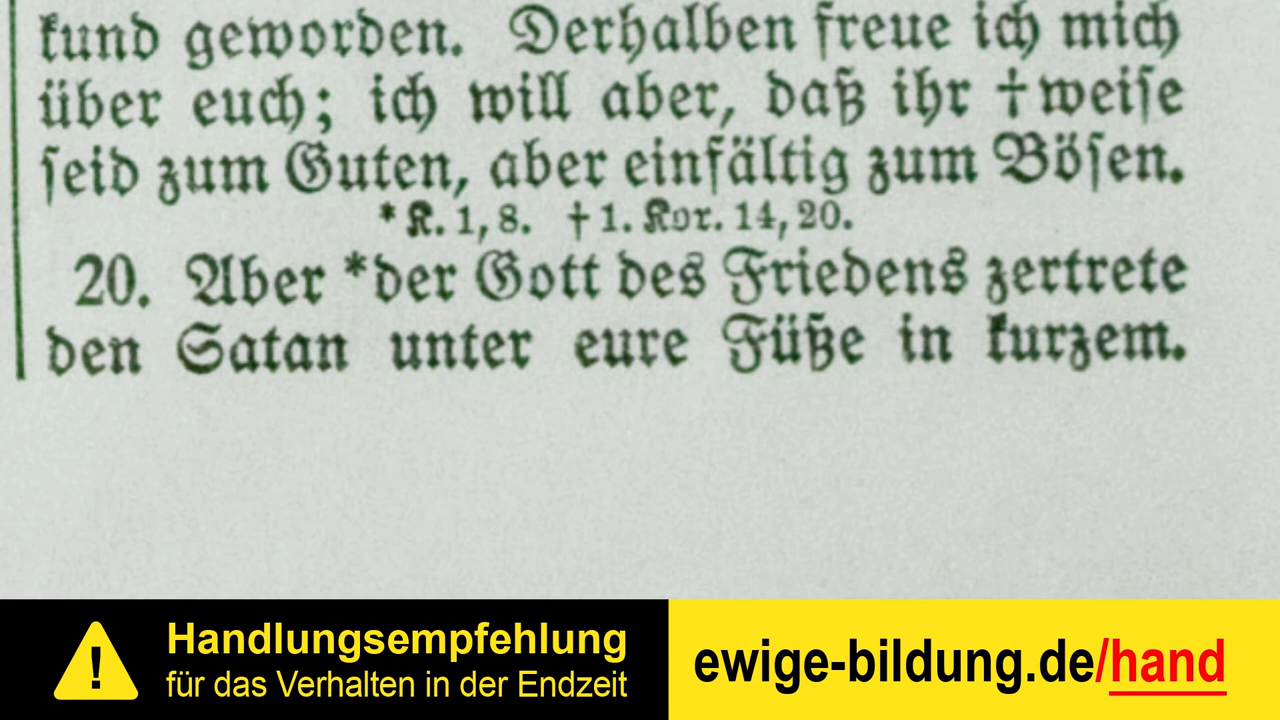 kund geworden. Derhalben freue ich mich
über euch; ich will aber, daß ihr †weise
seid zum Guten, aber einfältig zum Bösen.
*K. 1, 8. †1. Kor. 14, 20.
20. Aber *der Gott des Friedens zertrete
den Satan unter eure Füße in kurzem.
! Handlungsempfehlung
für das Verhalten in der Endzeit
ewige-bildung.de/hand